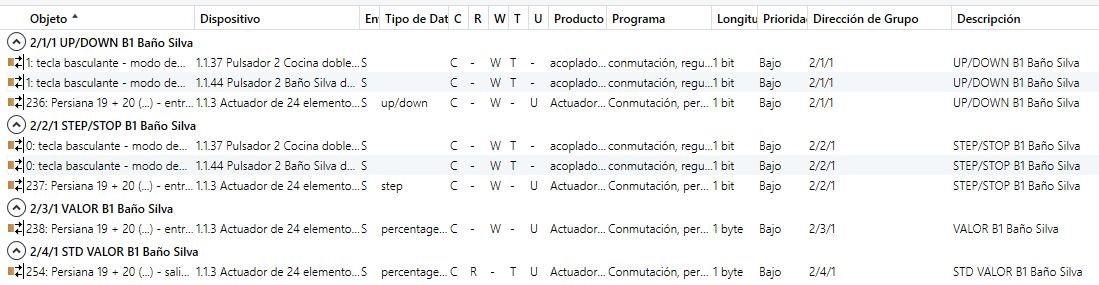 Objeto Dispositivo En Tipo de Dat C R W T U Producto Programa Longitu Prioridad Dirección de Grupo Descripción
2/1/1 UP/DOWN B1 Baño Silva
1: tecla basculante - modo de... 1.1.37 Pulsador 2 Cocina doble... S C - W T - acoplado... conmutación, regu... 1 bit Bajo 2/1/1 UP/DOWN B1 Baño Silva
1: tecla basculante - modo de... 1.1.44 Pulsador 2 Baño Silva d... S C - W T - acoplado... conmutación, regu... 1 bit Bajo 2/1/1 UP/DOWN B1 Baño Silva
236: Persiana 19 + 20 (...) - entr... 1.1.3 Actuador de 24 elemento... S up/down C - W - U Actuador... Conmutación, per... 1 bit Bajo 2/1/1 UP/DOWN B1 Baño Silva
2/2/1 STEP/STOP B1 Baño Silva
0: tecla basculante - modo de... 1.1.37 Pulsador 2 Cocina doble... S C - W T - acoplado... conmutación, regu... 1 bit Bajo 2/2/1 STEP/STOP B1 Baño Silva
0: tecla basculante - modo de... 1.1.44 Pulsador 2 Baño Silva d... S C - W T - acoplado... conmutación, regu... 1 bit Bajo 2/2/1 STEP/STOP B1 Baño Silva
237: Persiana 19 + 20 (...) - entr... 1.1.3 Actuador de 24 elemento... S step C - W - U Actuador... Conmutación, per... 1 bit Bajo 2/2/1 STEP/STOP B1 Baño Silva
2/3/1 VALOR B1 Baño Silva
238: Persiana 19 + 20 (...) - entr... 1.1.3 Actuador de 24 elemento... S percentage... C - W - U Actuador... Conmutación, per... 1 byte Bajo 2/3/1 VALOR B1 Baño Silva
2/4/1 STD VALOR B1 Baño Silva
254: Persiana 19 + 20 (...) - sali... 1.1.3 Actuador de 24 elemento... S percentage... C R - T U Actuador... Conmutación, per... 1 byte Bajo 2/4/1 STD VALOR B1 Baño Silva